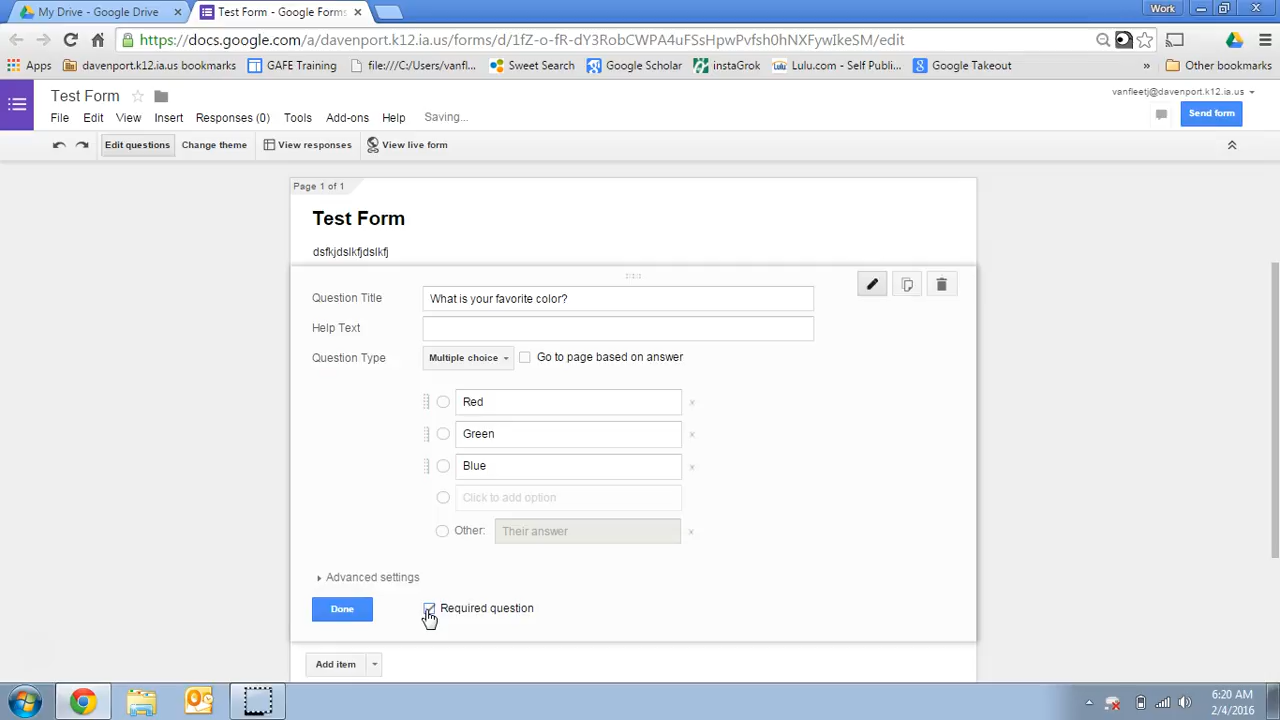 My Drive - Google Drive
Test Form - Google Forms
Work
https://docs.google.com/a/davenport.k12.ia.us/forms/d/1fZ-o-fR-dY3RobCWPA4uFSsHpwPvfsh0hNXFywIkeSM/edit
Apps davenport.k12.ia.us bookmarks GAFE Training file:///C:/Users/vanfl... Sweet Search Google Scholar instaGrok Lulu.com - Self Publi... Google Takeout » Other bookmarks
Test Form
vanfleetj@davenport.k12.ia.us
File Edit View Insert Responses (0) Tools Add-ons Help Saving...
Send form
Edit questions Change theme View responses View live form
Page 1 of 1
Test Form
dsfkjdslkfjdslkfj
Question Title What is your favorite color?
Help Text
Question Type Multiple choice Go to page based on answer
Red
Green
Blue
Click to add option
Other: Their answer
Advanced settings
Done Required question
Add item
6:20 AM
2/4/2016